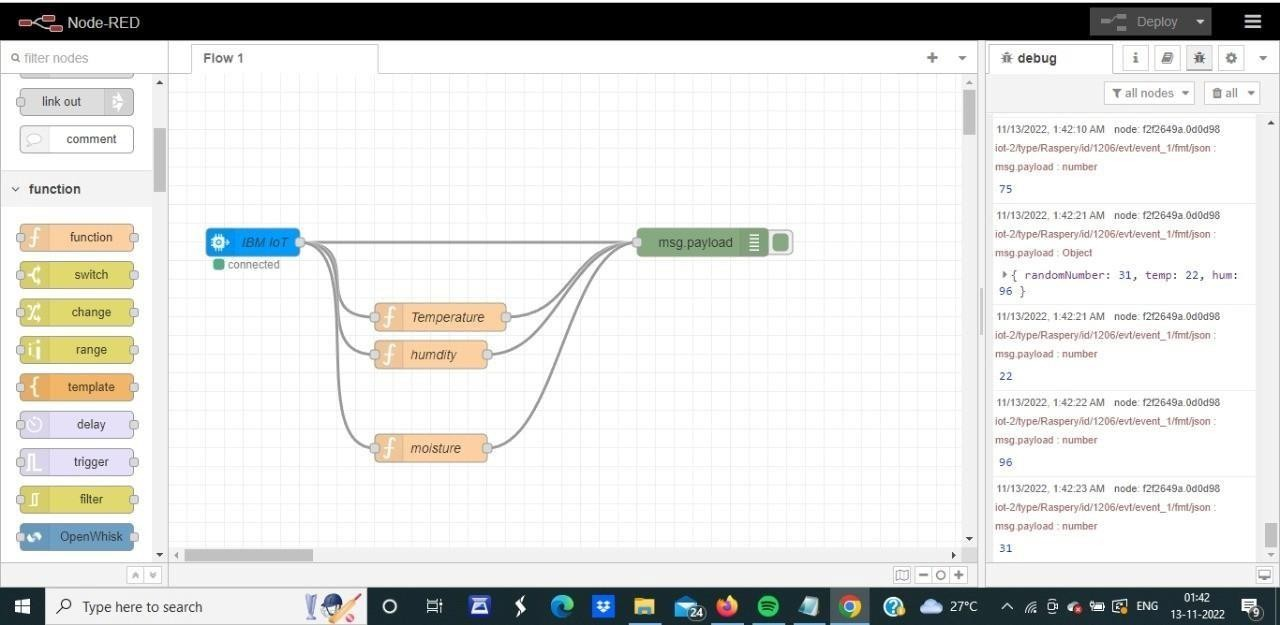 Node-RED
Deploy
filter nodes
Flow 1
debug
i
all nodes
all
link out
comment
function
function
switch
change
range
template
delay
trigger
filter
OpenWhisk
IBM IoT
connected
msg.payload
Temperature
humdity
moisture
11/13/2022, 1:42:10 AM node: f2f2649a.0d0d98
iot-2/type/Raspery/id/1206/evt/event_1/fmt/json :
msg.payload : number
75
11/13/2022, 1:42:21 AM node: f2f2649a.0d0d98
iot-2/type/Raspery/id/1206/evt/event_1/fmt/json :
msg.payload : Object
{ randomNumber: 31, temp: 22, hum:
96 }
11/13/2022, 1:42:21 AM node: f2f2649a.0d0d98
iot-2/type/Raspery/id/1206/evt/event_1/fmt/json :
msg.payload : number
22
11/13/2022, 1:42:22 AM node: f2f2649a.0d0d98
iot-2/type/Raspery/id/1206/evt/event_1/fmt/json :
msg.payload : number
96
11/13/2022, 1:42:23 AM node: f2f2649a.0d0d98
iot-2/type/Raspery/id/1206/evt/event_1/fmt/json :
msg.payload : number
31
Type here to search
24
27°C
ENG
01:42
13-11-2022
9